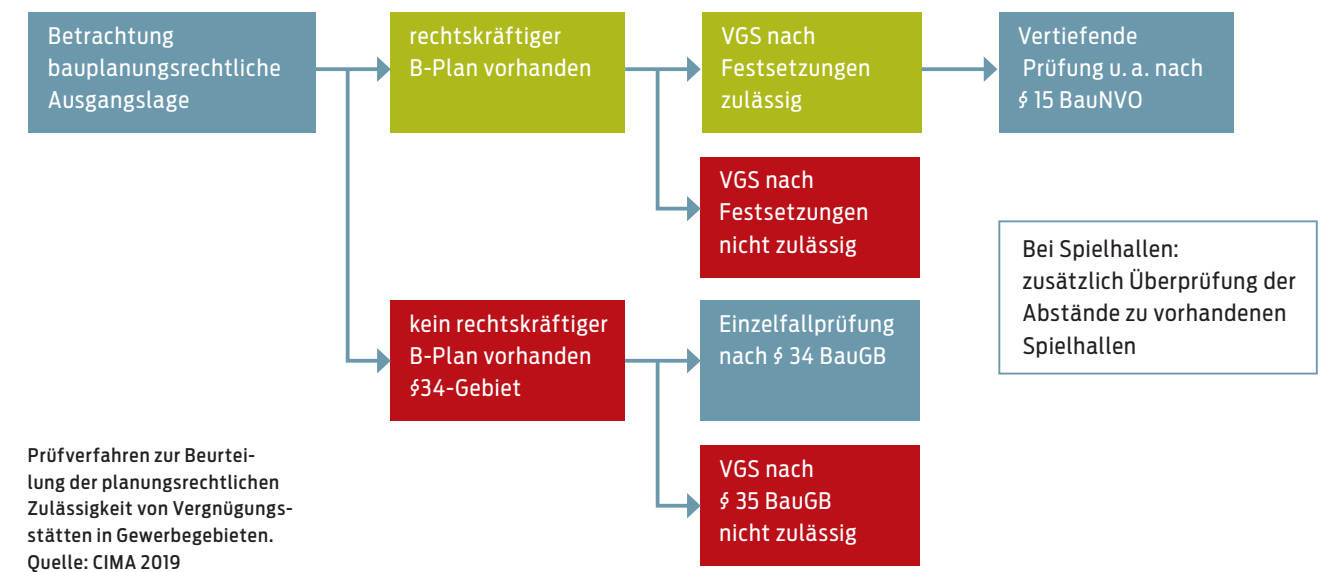 Betrachtung
bauplanungsrechtliche
Ausgangslage
rechtskräftiger
B-Plan vorhanden
VGS nach
Festsetzungen
zulässig
Vertiefende
Prüfung u. a. nach
§ 15 BauNVO
VGS nach
Festsetzungen
nicht zulässig
Bei Spielhallen:
zusätzlich Überprüfung der
Abstände zu vorhandenen
Spielhallen
kein rechtskräftiger
B-Plan vorhanden
§34-Gebiet
Einzelfallprüfung
nach § 34 BauGB
VGS nach
§ 35 BauGB
nicht zulässig
Prüfverfahren zur Beurtei-
lung der planungsrechtlichen
Zulässigkeit von Vergnügungs-
stätten in Gewerbegebieten.
Quelle: CIMA 2019